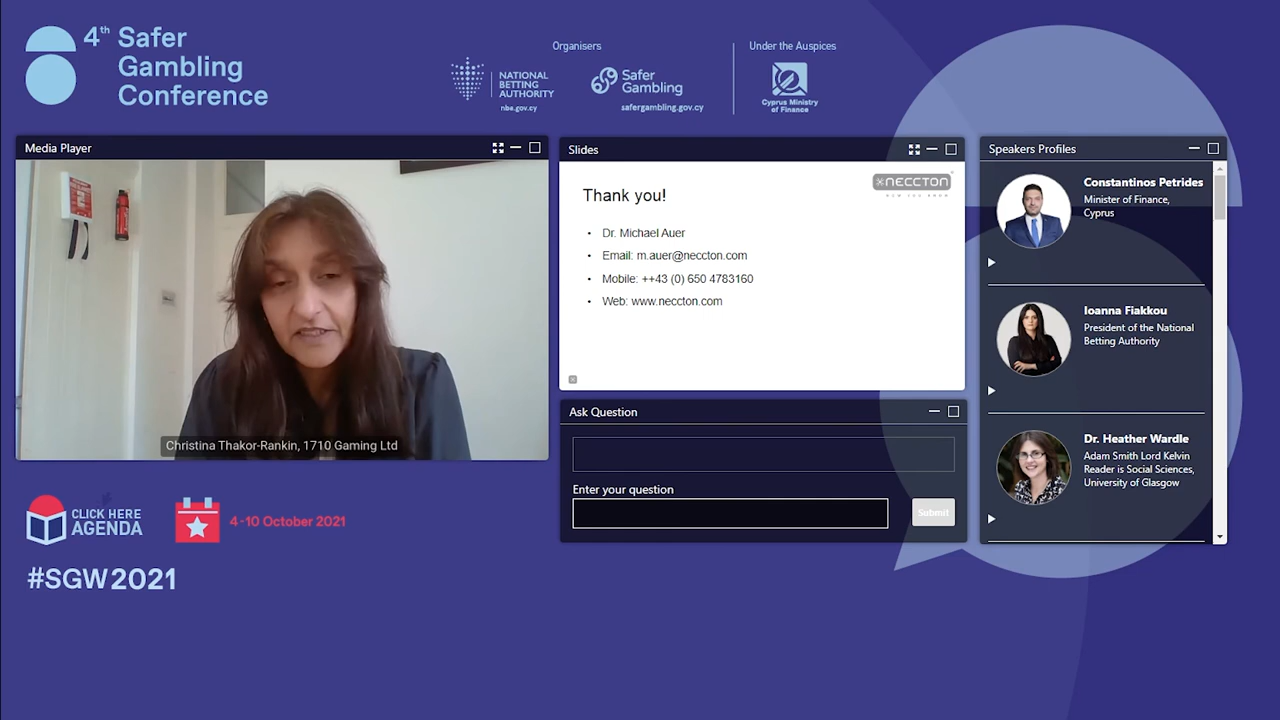 4th Safer
Gambling
Conference
Organisers
NATIONAL
BETTING
AUTHORITY
nba.gov.cy
Safer
Gambling
safergambling.gov.cy
Under the Auspices
Cyprus Ministry
of Finance
Media Player
Christina Thakor-Rankin, 1710 Gaming Ltd
Slides
NECCTON
NOW YOU KNOW
Thank you!
• Dr. Michael Auer
• Email: m.auer@neccton.com
• Mobile: ++43 (0) 650 4783160
• Web: www.neccton.com
Ask Question
Enter your question
Submit
Speakers Profiles
Constantinos Petrides
Minister of Finance,
Cyprus
Ioanna Fiakkou
President of the National
Betting Authority
Dr. Heather Wardle
Adam Smith Lord Kelvin
Reader is Social Sciences,
University of Glasgow
CLICK HERE
AGENDA
4-10 October 2021
#SGW2021